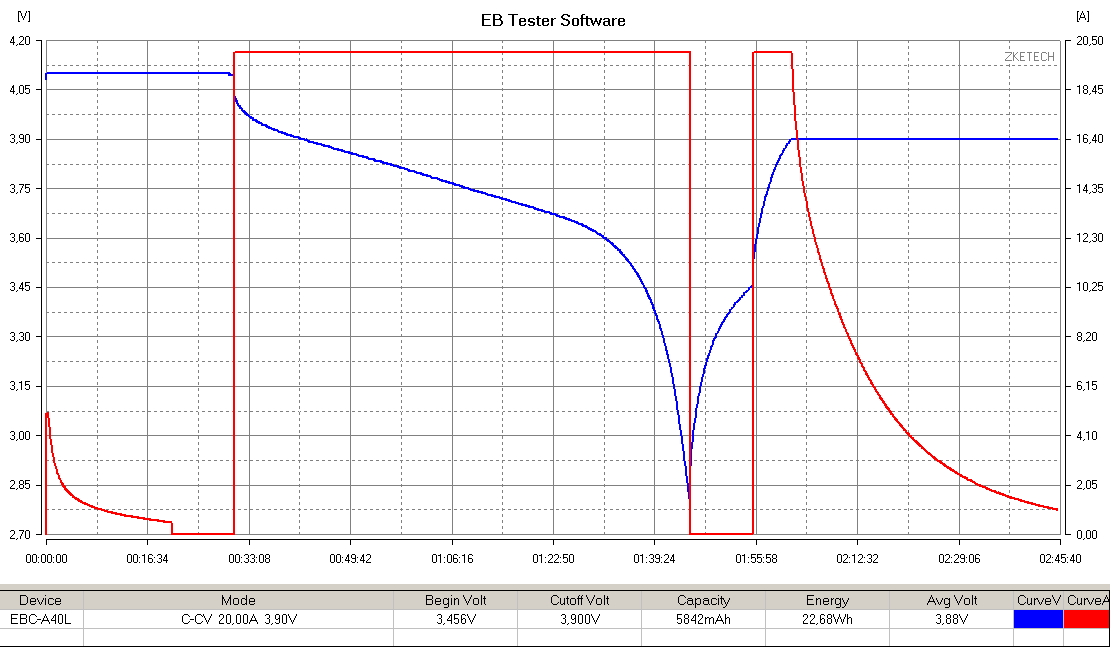 [V] EB Tester Software [A]
ZKETECH
4,20 20,50
4,05 18,45
3,90 16,40
3,75 14,35
3,60 12,30
3,45 10,25
3,30 8,20
3,15 6,15
3,00 4,10
2,85 2,05
2,70 0,00
00:00:00 00:16:34 00:33:08 00:49:42 01:06:16 01:22:50 01:39:24 01:55:58 02:12:32 02:29:06 02:45:40
Device Mode Begin Volt Cutoff Volt Capacity Energy Avg Volt CurveV CurveA
EBC-A40L C-CV 20,00A 3,90V 3,456V 3,900V 5842mAh 22,68Wh 3,88V